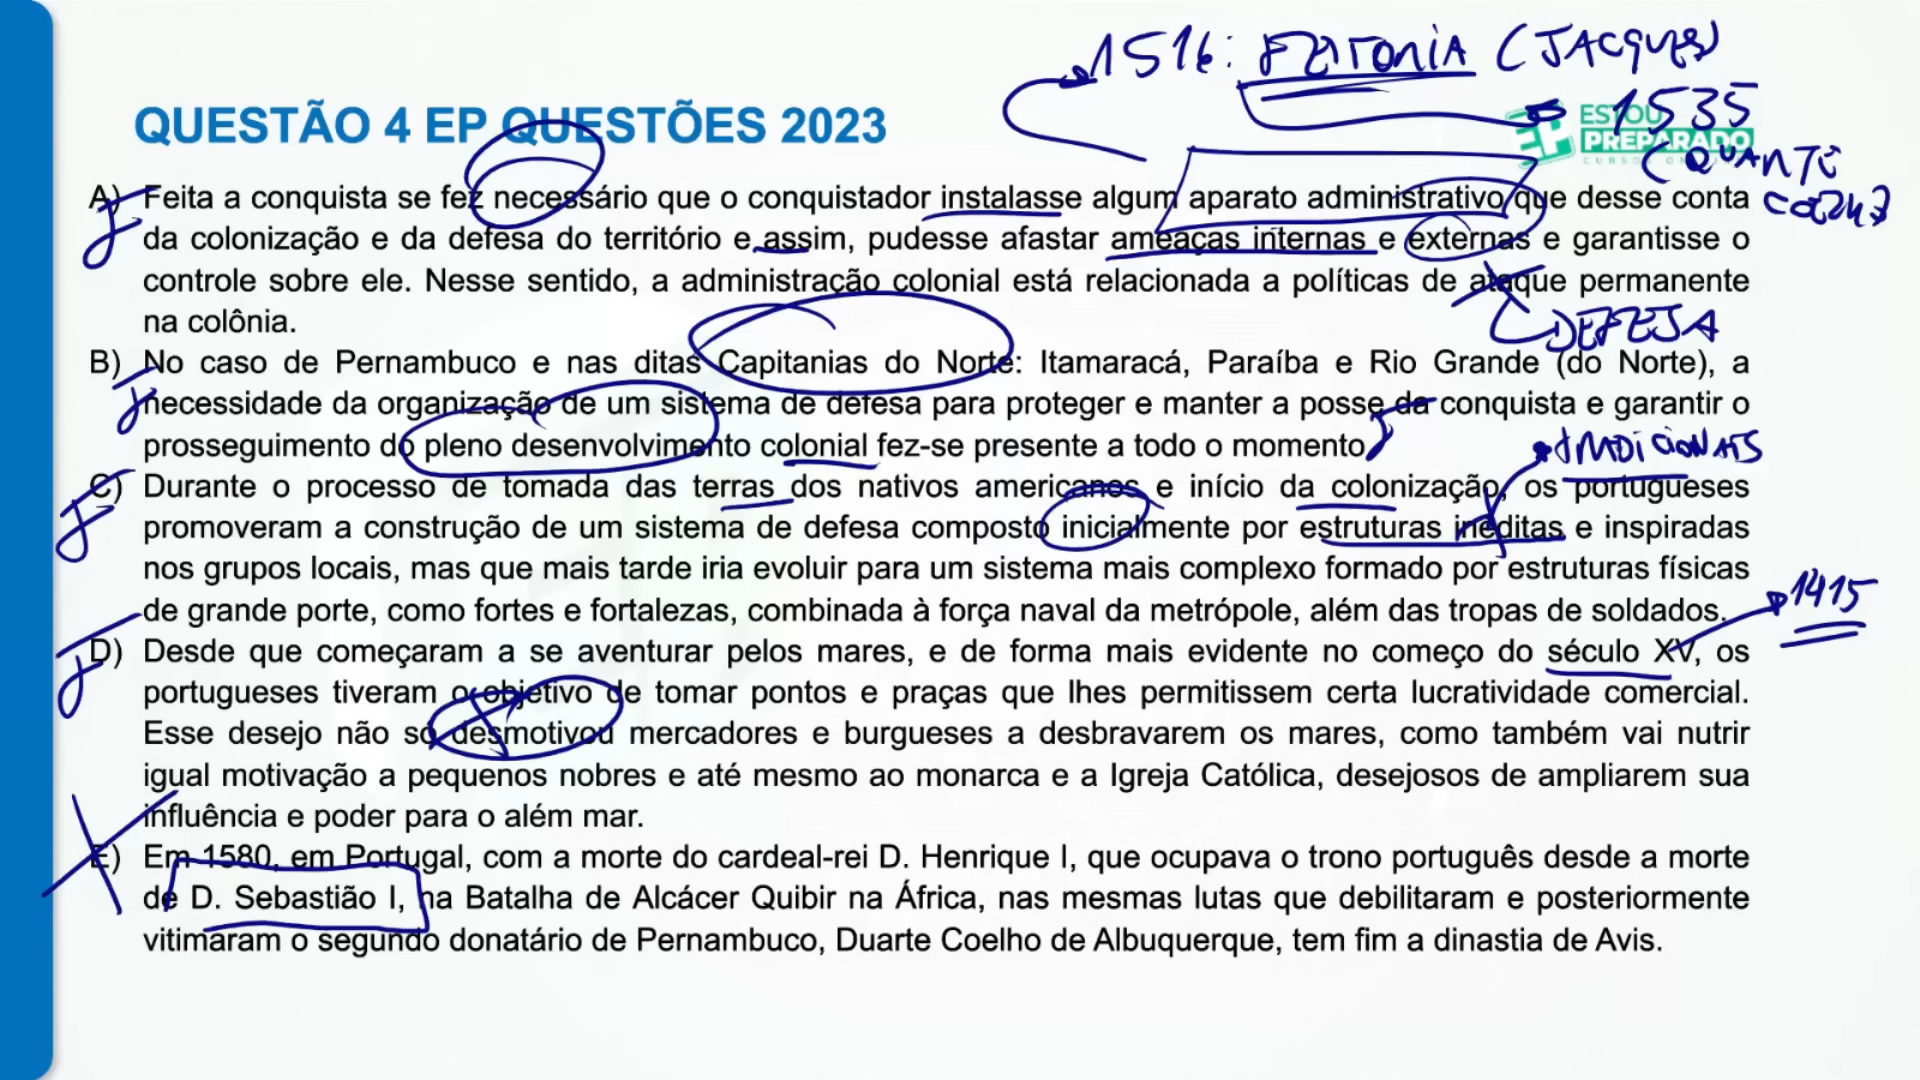 1516: FEITORIA (JACQUES)
1535
(DUARTE
COELHO
ESTOU
PREPARADO
CURSO ONLINE
QUESTÃO 4 EP QUESTÕES 2023
A) Feita a conquista se fez necessário que o conquistador instalasse algum aparato administrativo que desse conta
da colonização e da defesa do território e assim, pudesse afastar ameaças internas e externas e garantisse o
controle sobre ele. Nesse sentido, a administração colonial está relacionada a políticas de ataque permanente
na colônia.
DEFESA
B) No caso de Pernambuco e nas ditas Capitanias do Norte: Itamaracá, Paraíba e Rio Grande (do Norte), a
necessidade da organização de um sistema de defesa para proteger e manter a posse da conquista e garantir o
prosseguimento do pleno desenvolvimento colonial fez-se presente a todo o momento
TRADICIONAIS
C) Durante o processo de tomada das terras dos nativos americanos e início da colonização, os portugueses
promoveram a construção de um sistema de defesa composto inicialmente por estruturas inéditas e inspiradas
nos grupos locais, mas que mais tarde iria evoluir para um sistema mais complexo formado por estruturas físicas
de grande porte, como fortes e fortalezas, combinada à força naval da metrópole, além das tropas de soldados.
1415
D) Desde que começaram a se aventurar pelos mares, e de forma mais evidente no começo do século XV, os
portugueses tiveram o objetivo de tomar pontos e praças que lhes permitissem certa lucratividade comercial.
Esse desejo não só desmotivou mercadores e burgueses a desbravarem os mares, como também vai nutrir
igual motivação a pequenos nobres e até mesmo ao monarca e a Igreja Católica, desejosos de ampliarem sua
influência e poder para o além mar.
E) Em 1580, em Portugal, com a morte do cardeal-rei D. Henrique I, que ocupava o trono português desde a morte
de D. Sebastião I, na Batalha de Alcácer Quibir na África, nas mesmas lutas que debilitaram e posteriormente
vitimaram o segundo donatário de Pernambuco, Duarte Coelho de Albuquerque, tem fim a dinastia de Avis.